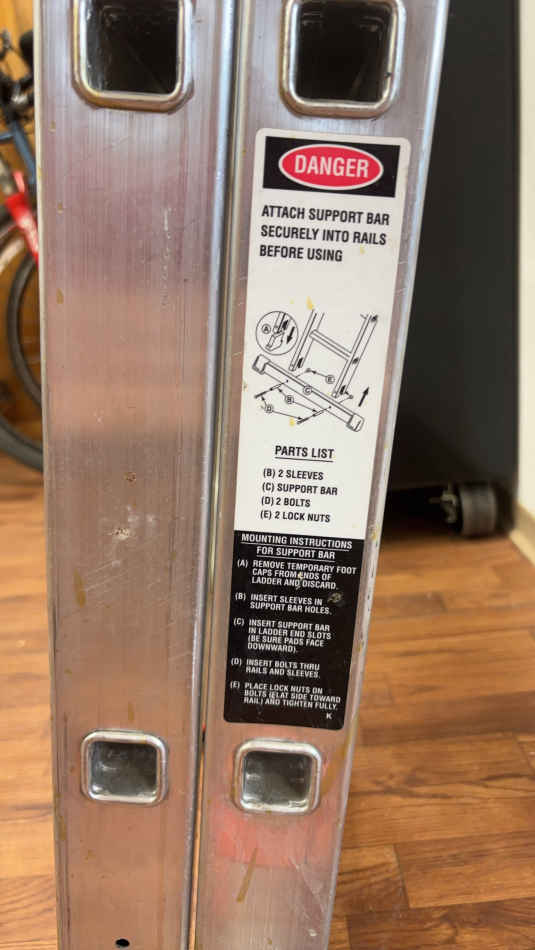 DANGER
ATTACH SUPPORT BAR
SECURELY INTO RAILS
BEFORE USING
A
E
C
B
D
PARTS LIST
(B) 2 SLEEVES
(C) SUPPORT BAR
(D) 2 BOLTS
(E) 2 LOCK NUTS
MOUNTING INSTRUCTIONS
FOR SUPPORT BAR
(A) REMOVE TEMPORARY FOOT
CAPS FROM ENDS OF
LADDER AND DISCARD.
(B) INSERT SLEEVES IN
SUPPORT BAR HOLES.
(C) INSERT SUPPORT BAR
IN LADDER END SLOTS
(BE SURE PADS FACE
DOWNWARD).
(D) INSERT BOLTS THRU
RAILS AND SLEEVES.
(E) PLACE LOCK NUTS ON
BOLTS (FLAT SIDE TOWARD
RAIL) AND TIGHTEN FULLY.
K